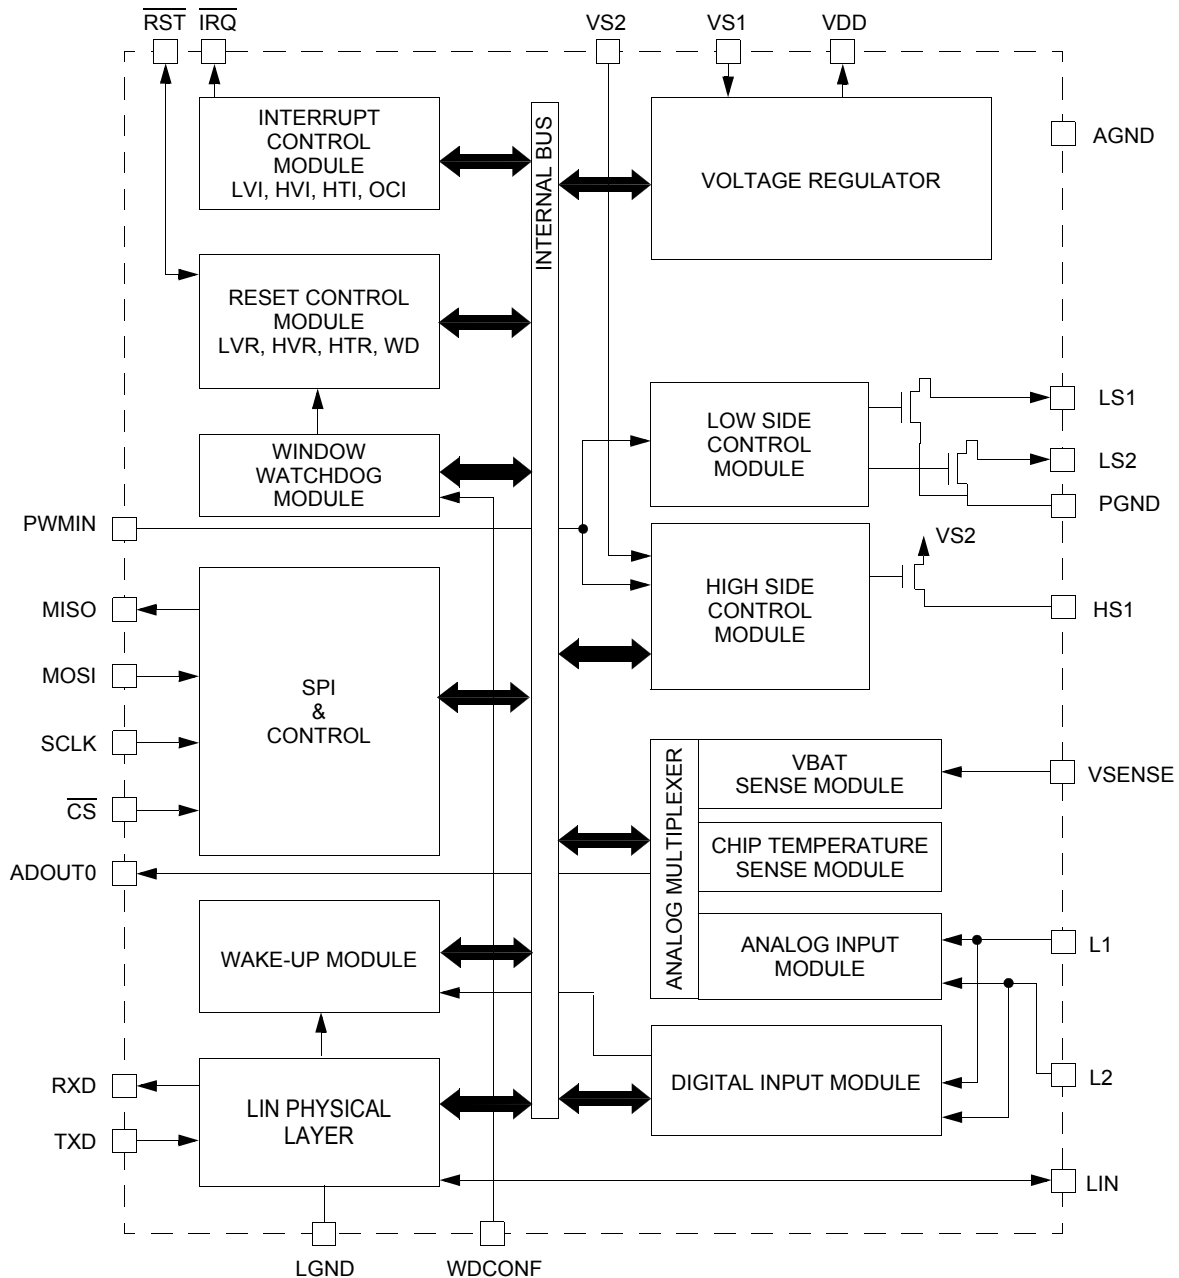 RST IRQ VS2 VS1 VDD
INTERRUPT
CONTROL
MODULE
LVI, HVI, HTI, OCI
INTERNAL BUS
VOLTAGE REGULATOR
AGND
RESET CONTROL
MODULE
LVR, HVR, HTR, WD
WINDOW
WATCHDOG
MODULE
LOW SIDE
CONTROL
MODULE
LS1
LS2
PGND
PWMIN
HIGH SIDE
CONTROL
MODULE
VS2
HS1
MISO
MOSI
SCLK
CS
SPI
&
CONTROL
ADOUT0
ANALOG MULTIPLEXER
VBAT
SENSE MODULE
VSENSE
CHIP TEMPERATURE
SENSE MODULE
ANALOG INPUT
MODULE
L1
WAKE-UP MODULE
DIGITAL INPUT MODULE
L2
RXD
TXD
LIN PHYSICAL
LAYER
LIN
LGND WDCONF